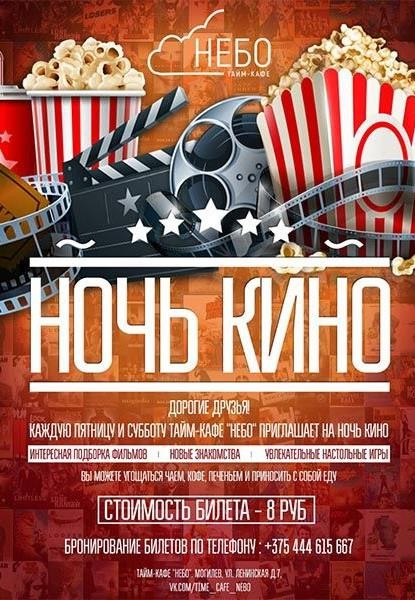 НЕБО
ТАЙМ-КАФЕ
НОЧЬ КИНО
ДОРОГИЕ ДРУЗЬЯ!
КАЖДУЮ ПЯТНИЦУ И СУББОТУ ТАЙМ-КАФЕ "НЕБО" ПРИГЛАШАЕТ НА НОЧЬ КИНО
ИНТЕРЕСНАЯ ПОДБОРКА ФИЛЬМОВ | НОВЫЕ ЗНАКОМСТВА | УВЛЕКАТЕЛЬНЫЕ НАСТОЛЬНЫЕ ИГРЫ
ВЫ МОЖЕТЕ УГОЩАТЬСЯ ЧАЕМ, КОФЕ, ПЕЧЕНЬЕМ И ПРИНОСИТЬ С СОБОЙ ЕДУ
СТОИМОСТЬ БИЛЕТА - 8 РУБ
БРОНИРОВАНИЕ БИЛЕТОВ ПО ТЕЛЕФОНУ : +375 444 615 667
ТАЙМ-КАФЕ "НЕБО", МОГИЛЕВ, УЛ. ЛЕНИНСКАЯ Д.7,
VK.COM/TIME_CAFE_NEBO